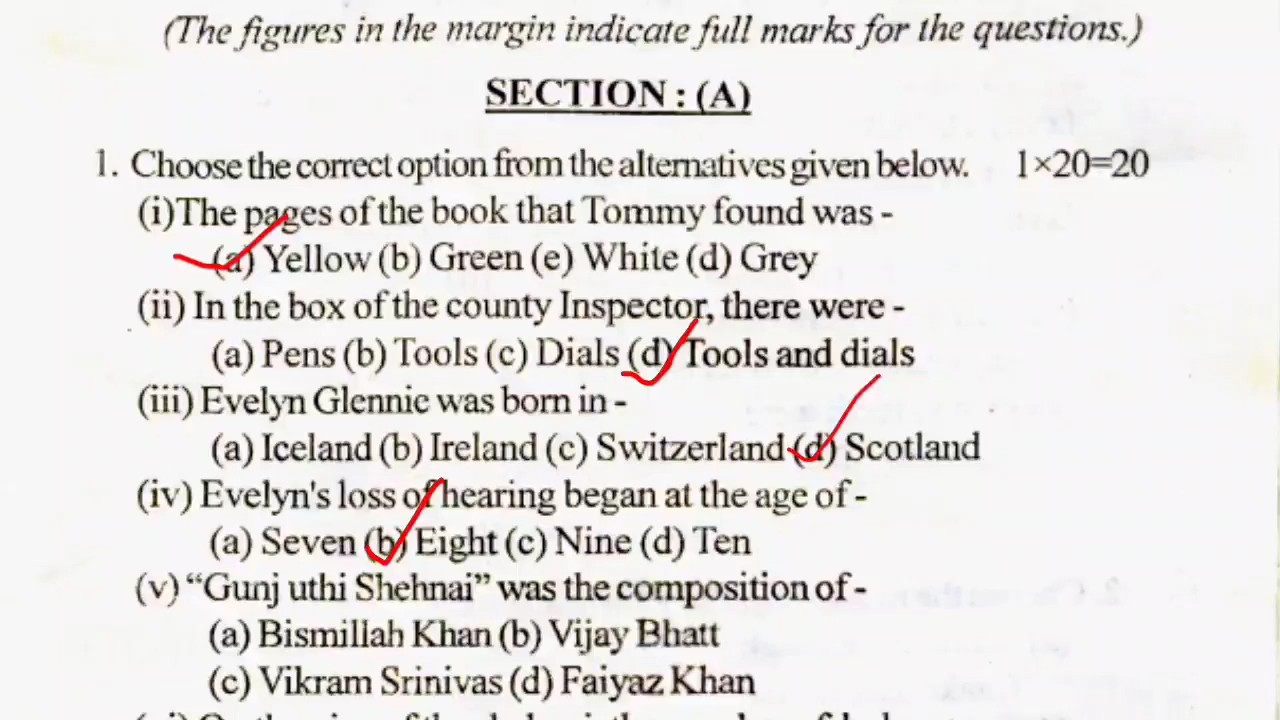 (The figures in the margin indicate full marks for the questions.)
SECTION : (A)
1. Choose the correct option from the alternatives given below. 1×20=20
(i)The pages of the book that Tommy found was -
(a) Yellow (b) Green (e) White (d) Grey
(ii) In the box of the county Inspector, there were -
(a) Pens (b) Tools (c) Dials (d) Tools and dials
(iii) Evelyn Glennie was born in -
(a) Iceland (b) Ireland (c) Switzerland (d) Scotland
(iv) Evelyn's loss of hearing began at the age of -
(a) Seven (b) Eight (c) Nine (d) Ten
(v) “Gunj uthi Shehnai” was the composition of -
(a) Bismillah Khan (b) Vijay Bhatt
(c) Vikram Srinivas (d) Faiyaz Khan